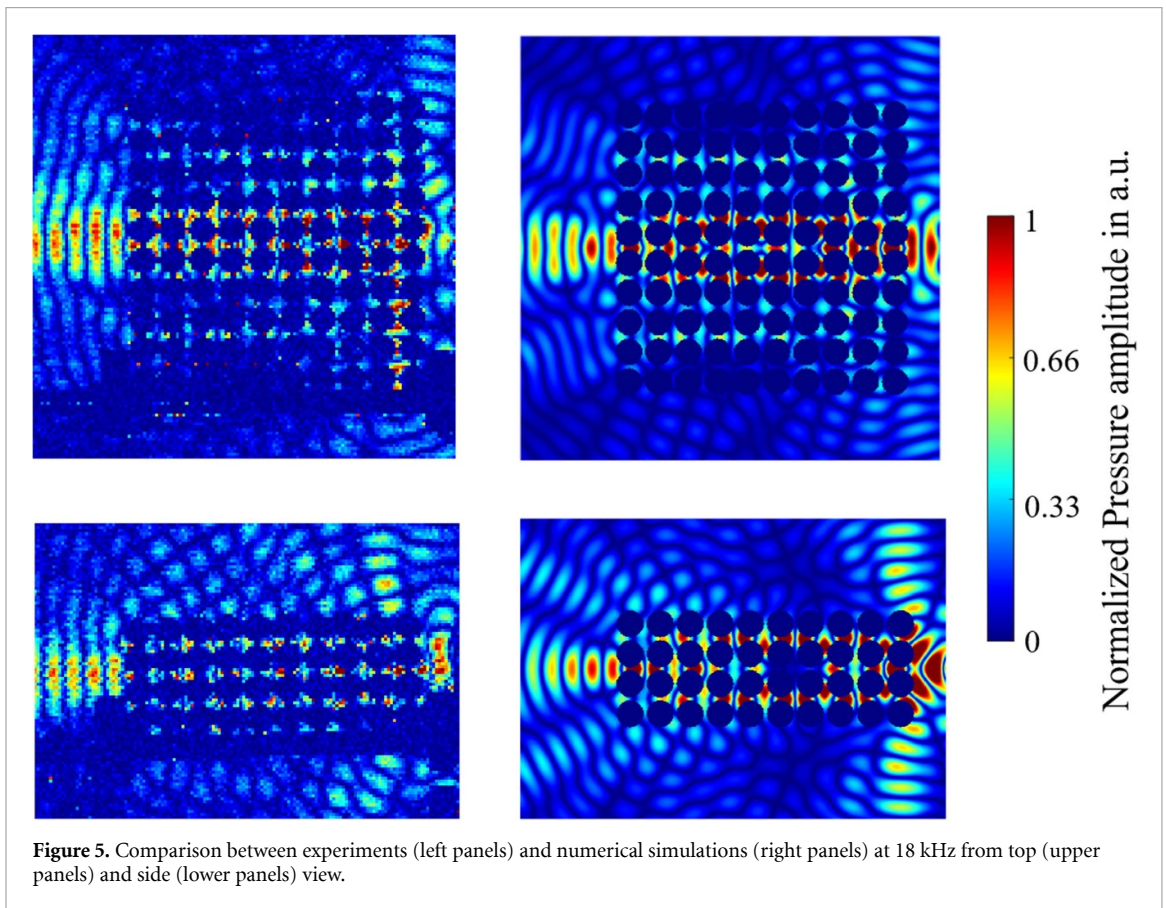 1
0.66
0.33
0
Normalized Pressure amplitude in a.u.
Figure 5. Comparison between experiments (left panels) and numerical simulations (right panels) at 18 kHz from top (upper
panels) and side (lower panels) view.